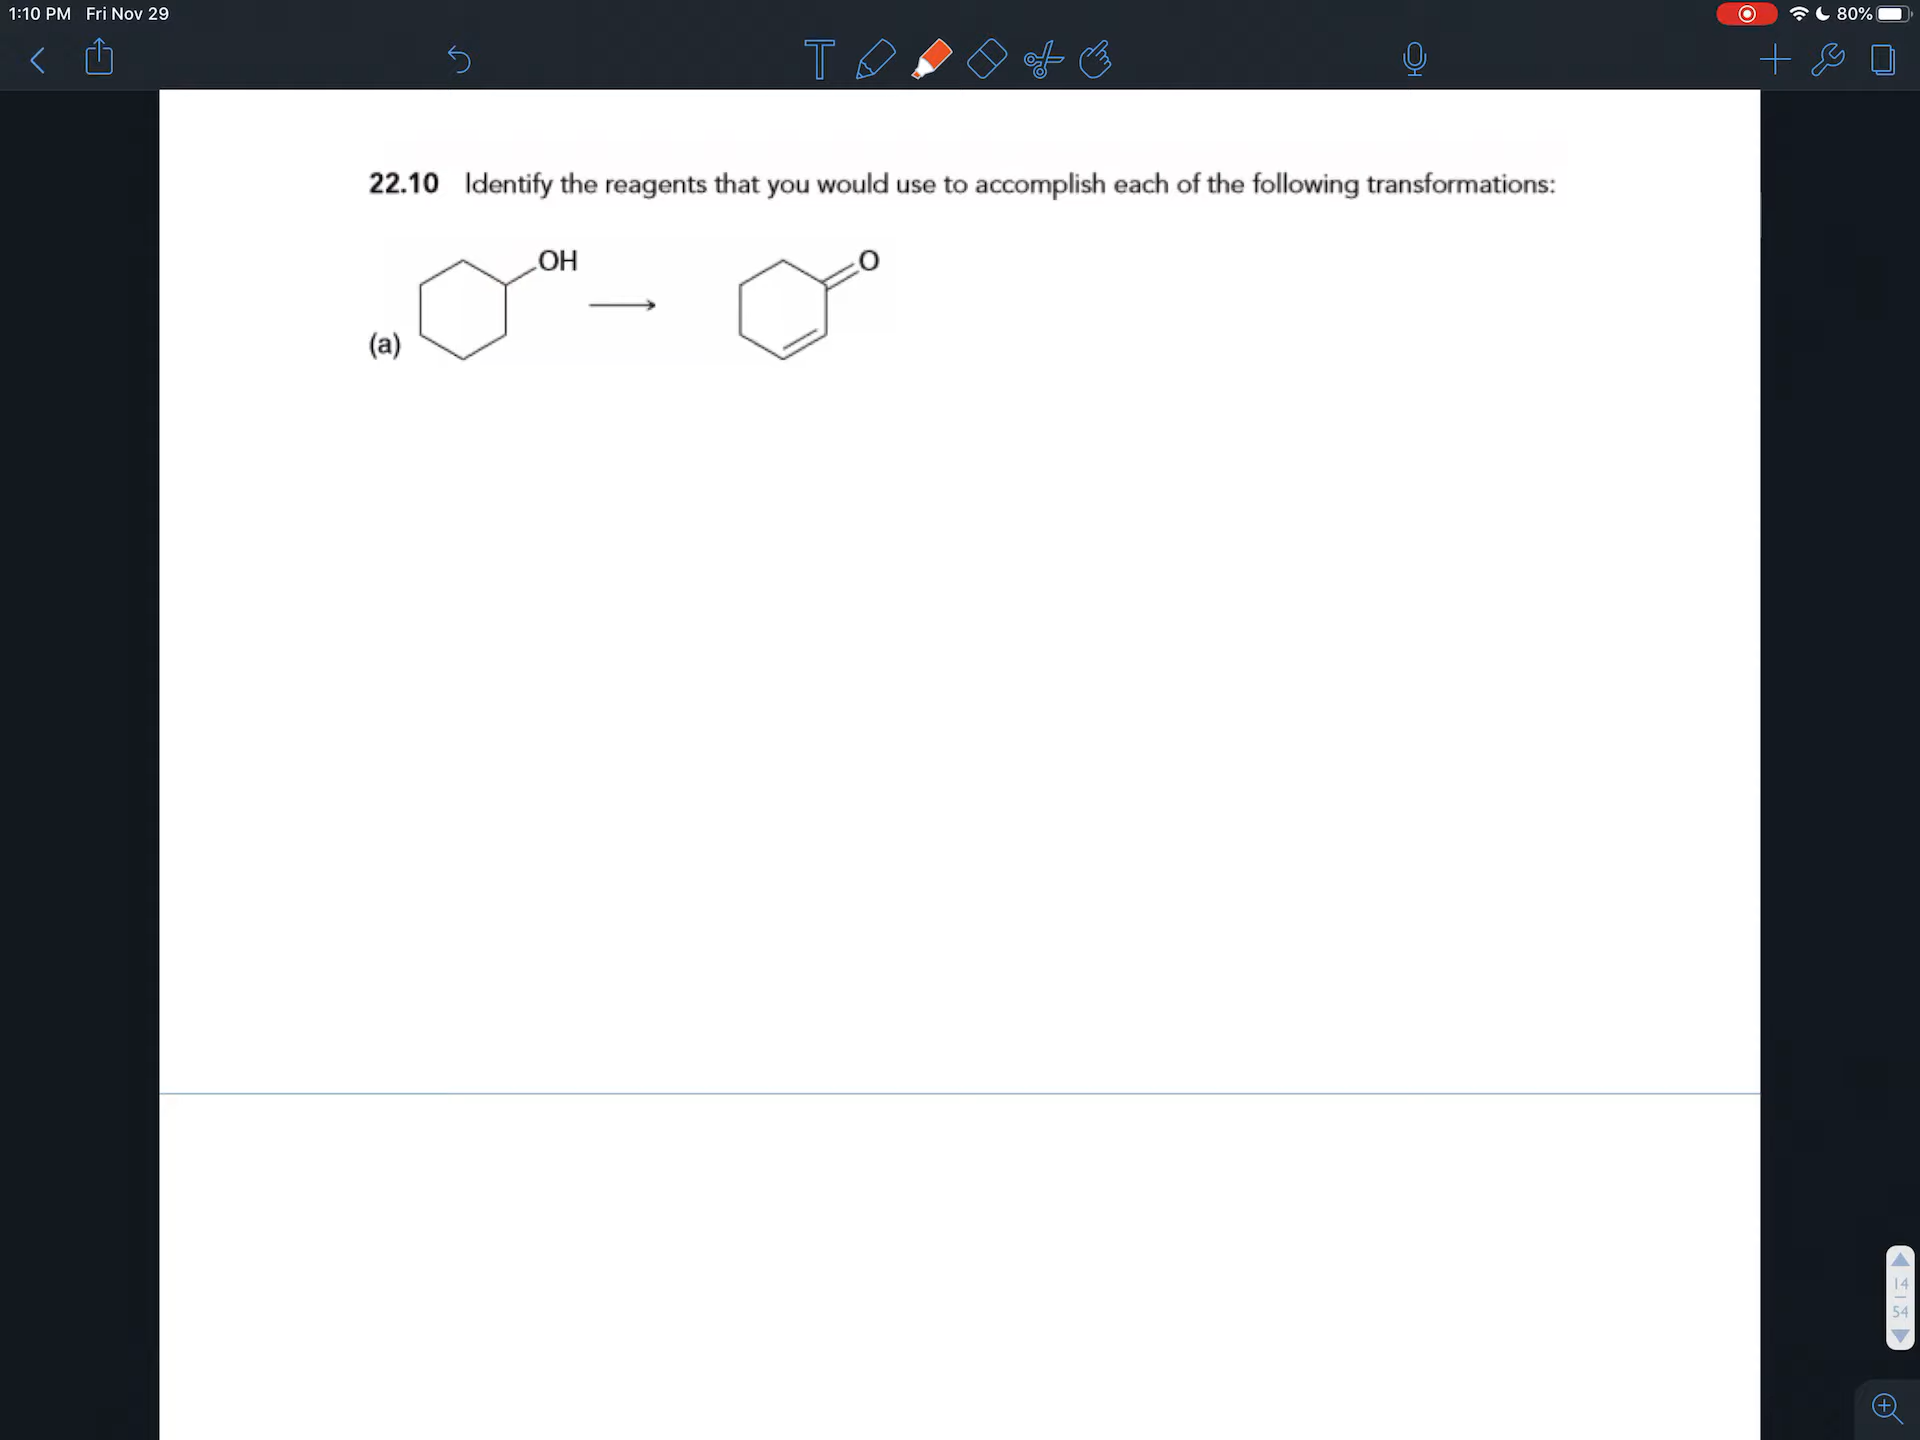 1:10 PM Fri Nov 29
80%
T
22.10 Identify the reagents that you would use to accomplish each of the following transformations:
OH
O
(a)
14
54